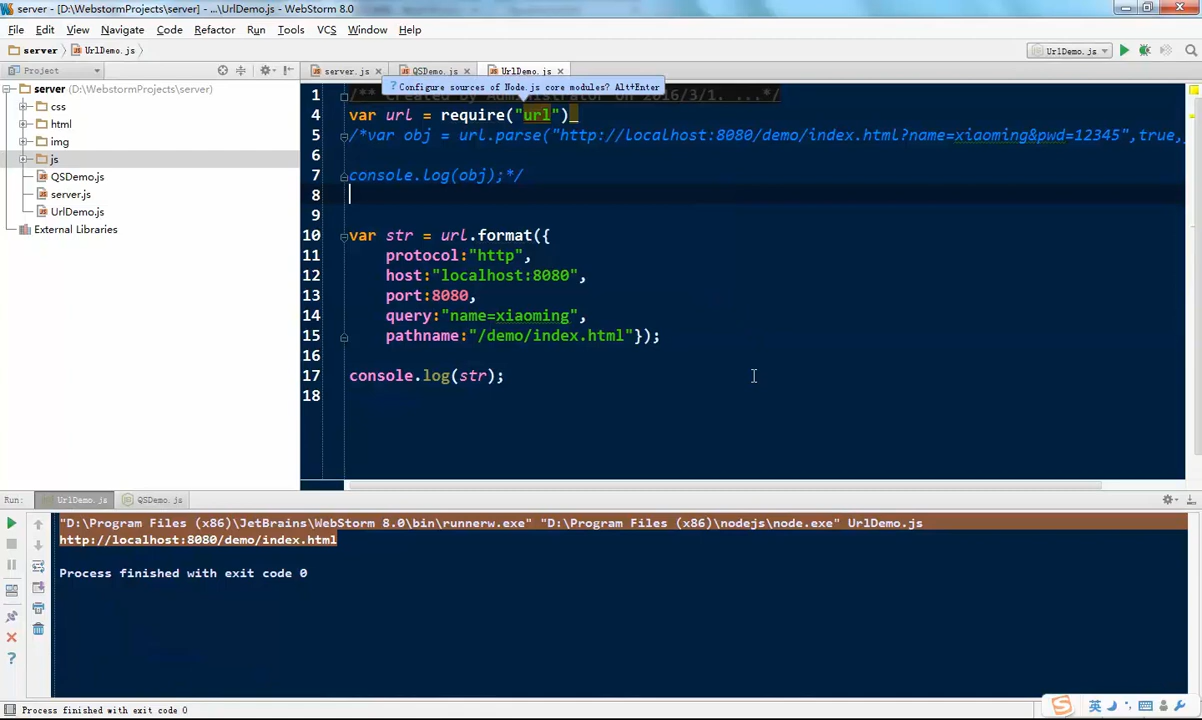 server - [D:\WebstormProjects\server] - ...\UrlDemo.js - WebStorm 8.0
File Edit View Navigate Code Refactor Run Tools VCS Window Help
server UrlDemo.js UrlDemo.js
Project server.js QSDemo.js UrlDemo.js
? Configure sources of Node.js core modules? Alt+Enter
server (D:\WebstormProjects\server)
css
html
img
js
QSDemo.js
server.js
UrlDemo.js
External Libraries
1 /** Created by Administrator on 2016/3/1. ...*/
4 var url = require("url")
5 /*var obj = url.parse("http://localhost:8080/demo/index.html?name=xiaoming&pwd=12345",true,
6
7 console.log(obj);*/
8
9
10 var str = url.format({
11 protocol:"http",
12 host:"localhost:8080",
13 port:8080,
14 query:"name=xiaoming",
15 pathname:"/demo/index.html"});
16
17 console.log(str);
18
Run: UrlDemo.js QSDemo.js
"D:\Program Files (x86)\JetBrains\WebStorm 8.0\bin\runnerw.exe" "D:\Program Files (x86)\nodejs\node.exe" UrlDemo.js
http://localhost:8080/demo/index.html
Process finished with exit code 0
Process finished with exit code 0
英